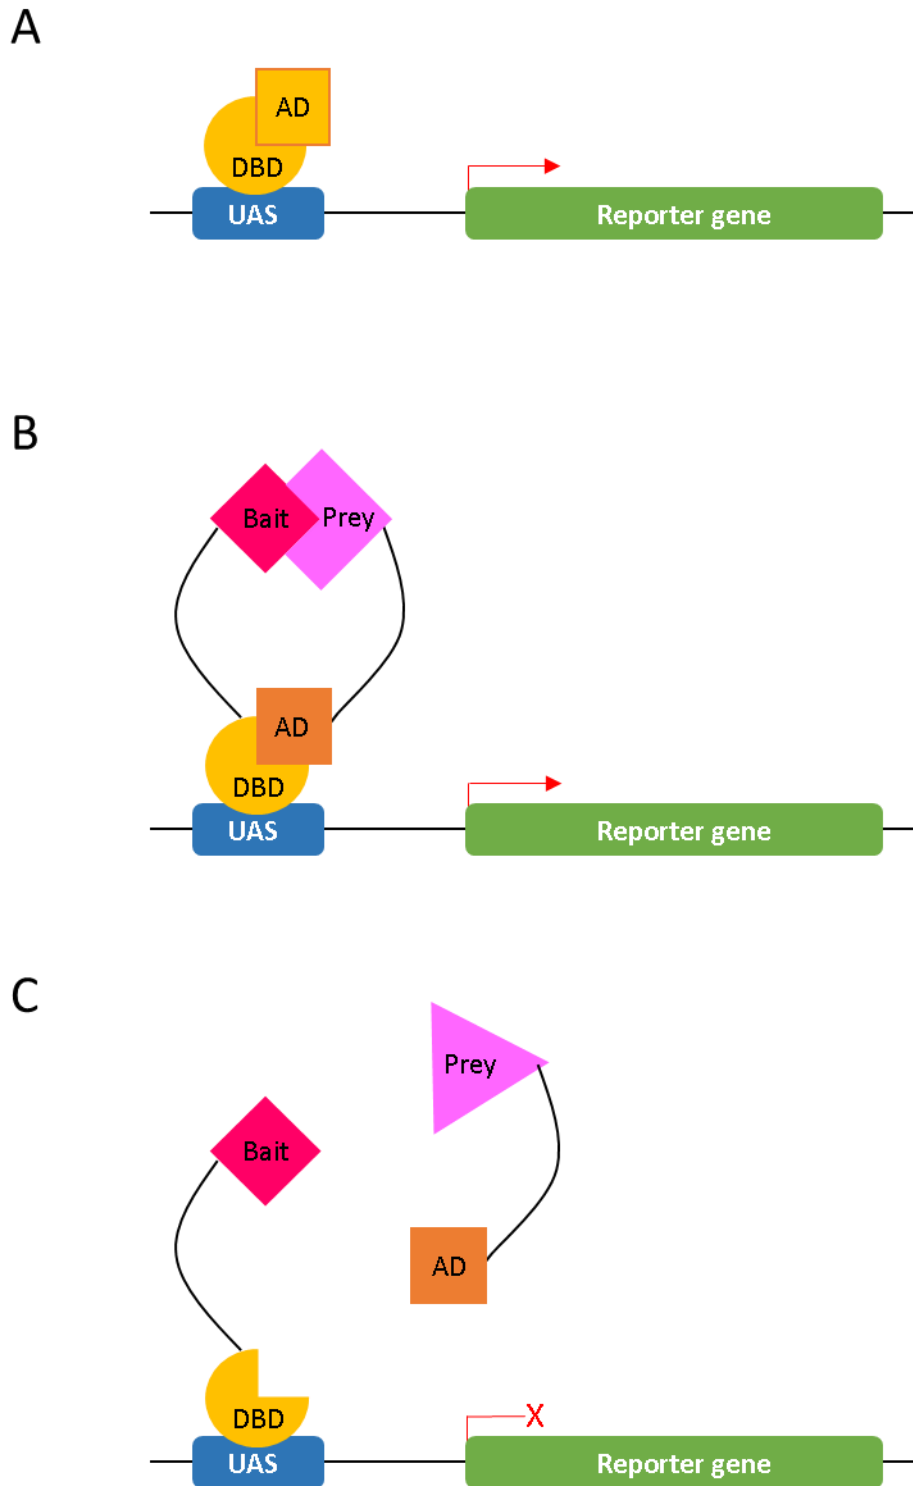 A
AD
DBD
UAS
Reporter gene
B
Bait
Prey
AD
DBD
UAS
Reporter gene
C
Prey
Bait
AD
X
DBD
UAS
Reporter gene